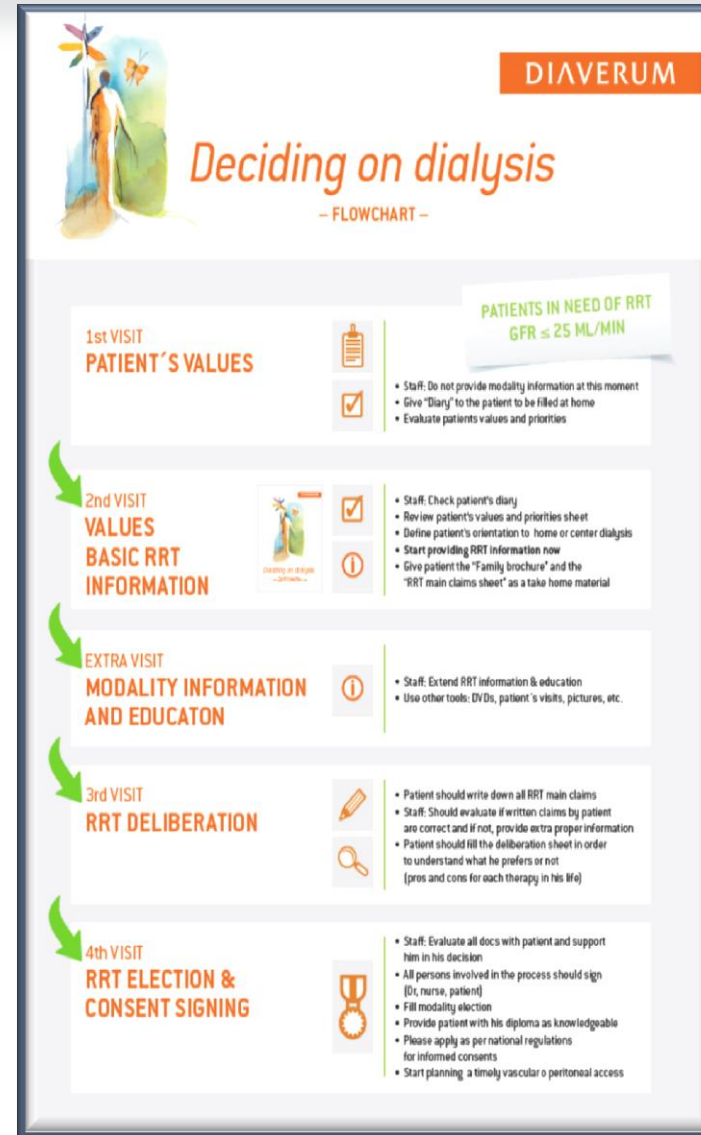 DIAVERUM
Deciding on dialysis
– FLOWCHART –
PATIENTS IN NEED OF RRT
GFR ≤ 25 ML/MIN
1st VISIT
PATIENT´S VALUES
• Staff: Do not provide modality information at this moment
• Give "Diary" to the patient to be filled at home
• Evaluate patients values and priorities
2nd VISIT
VALUES
BASIC RRT
INFORMATION
Deciding on dialysis
• Staff: Check patient's diary
• Review patient's values and priorities sheet
• Define patient's orientation to home or center dialysis
• Start providing RRT Information now
• Give patient the "Family brochure" and the
"RRT main claims sheet" as a take home material
EXTRA VISIT
MODALITY INFORMATION
AND EDUCATON
• Staff: Extend RRT information & education
• Use other tools: DVDs, patient´s visits, pictures, etc.
3rd VISIT
RRT DELIBERATION
• Patient should write down all RRT main claims
• Staff: Should evaluate if written claims by patient
are correct and if not, provide extra proper information
• Patient should fill the deliberation sheet in order
to understand what he prefers or not
(pros and cons for each therapy in his life)
4th VISIT
RRT ELECTION &
CONSENT SIGNING
• Staff: Evaluate all docs with patient and support
him in his decision
• All persons involved in the process should sign
(Dr, nurse, patient)
• Fill modality election
• Provide patient with his diploma as knowledgeable
• Please apply as per national regulations
for informed consents
• Start planning a timely vascular o peritoneal access